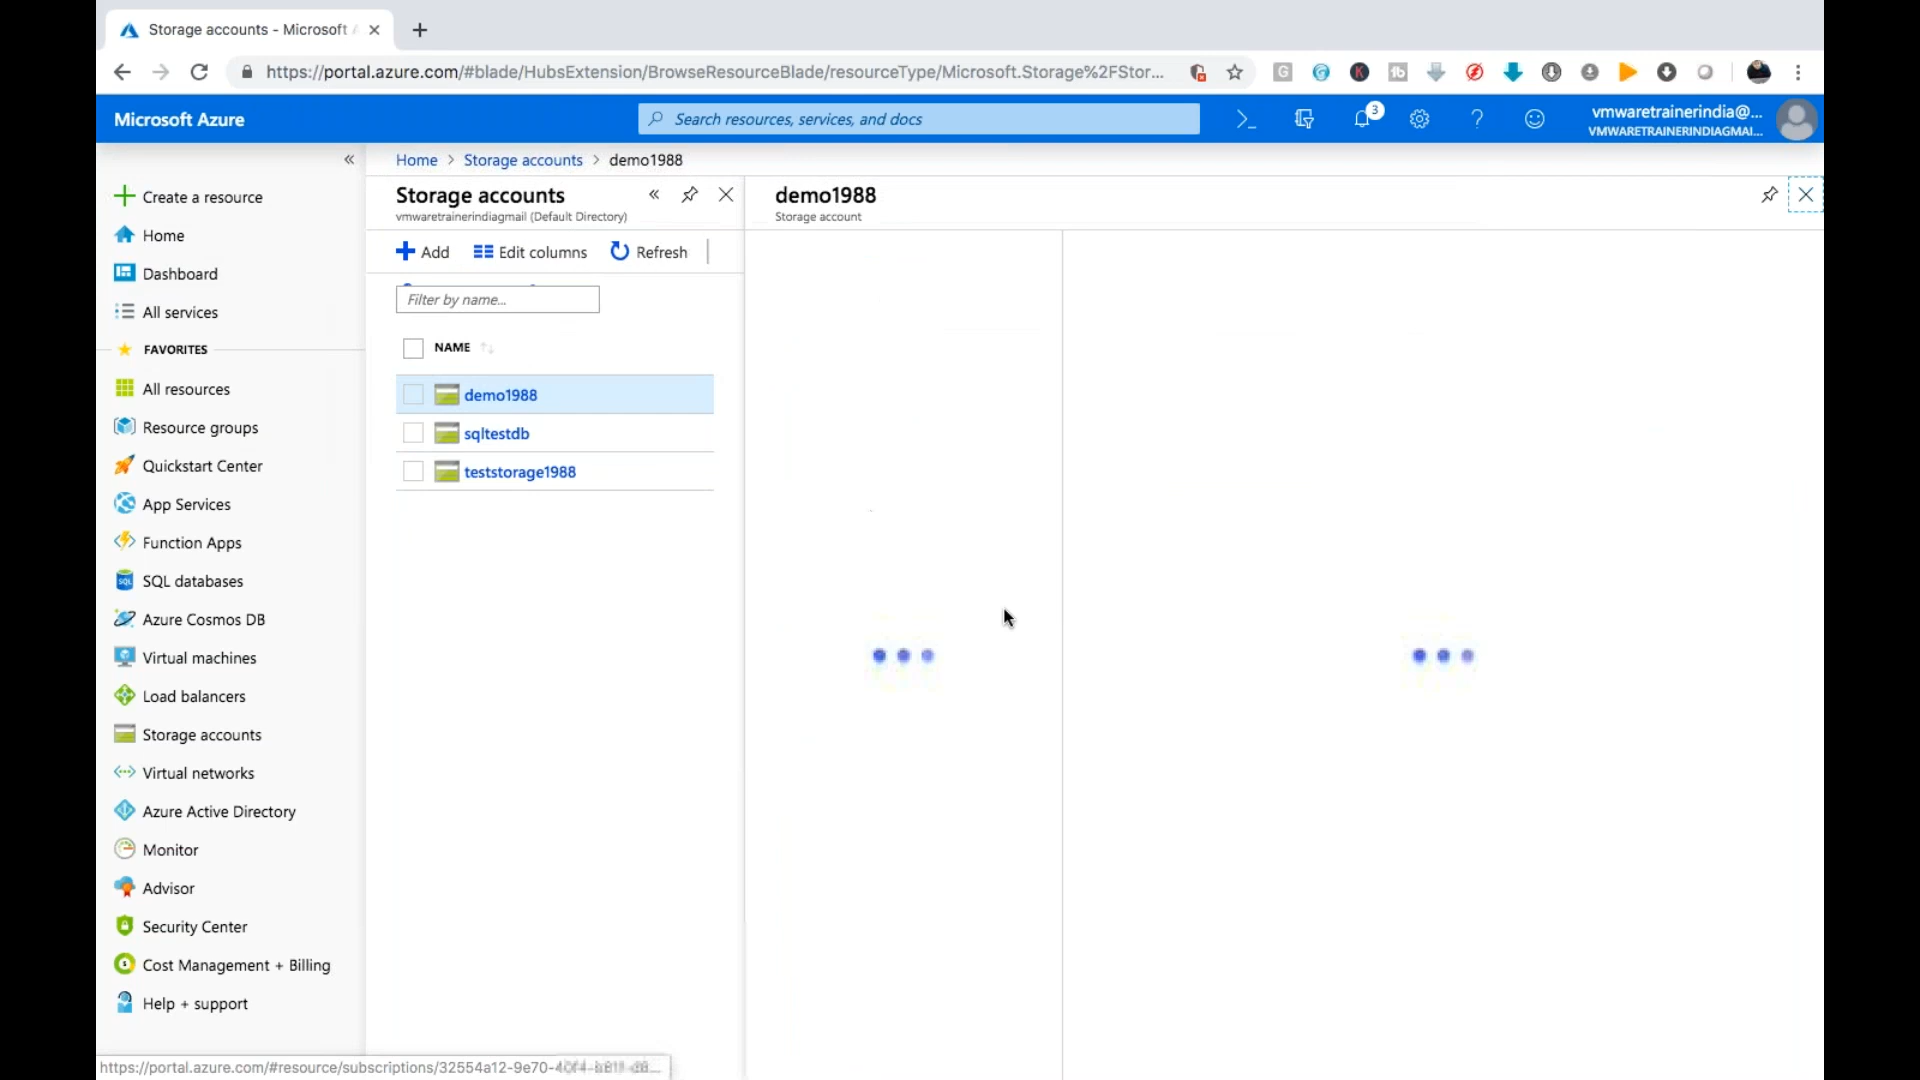 Storage accounts - Microsoft
https://portal.azure.com/#blade/HubsExtension/BrowseResourceBlade/resourceType/Microsoft.Storage%2FStor...
Microsoft Azure
Search resources, services, and docs
3
vmwaretrainerindia@...
VMWARETRAINERINDIAGMAI...
Home > Storage accounts > demo1988
Create a resource
Home
Dashboard
All services
FAVORITES
All resources
Resource groups
Quickstart Center
App Services
Function Apps
SQL databases
Azure Cosmos DB
Virtual machines
Load balancers
Storage accounts
Virtual networks
Azure Active Directory
Monitor
Advisor
Security Center
Cost Management + Billing
Help + support
Storage accounts
vmwaretrainerindiagmail (Default Directory)
Add Edit columns Refresh
Filter by name...
NAME
demo1988
sqltestdb
teststorage1988
demo1988
Storage account
https://portal.azure.com/#resource/subscriptions/32554a12-9e70-